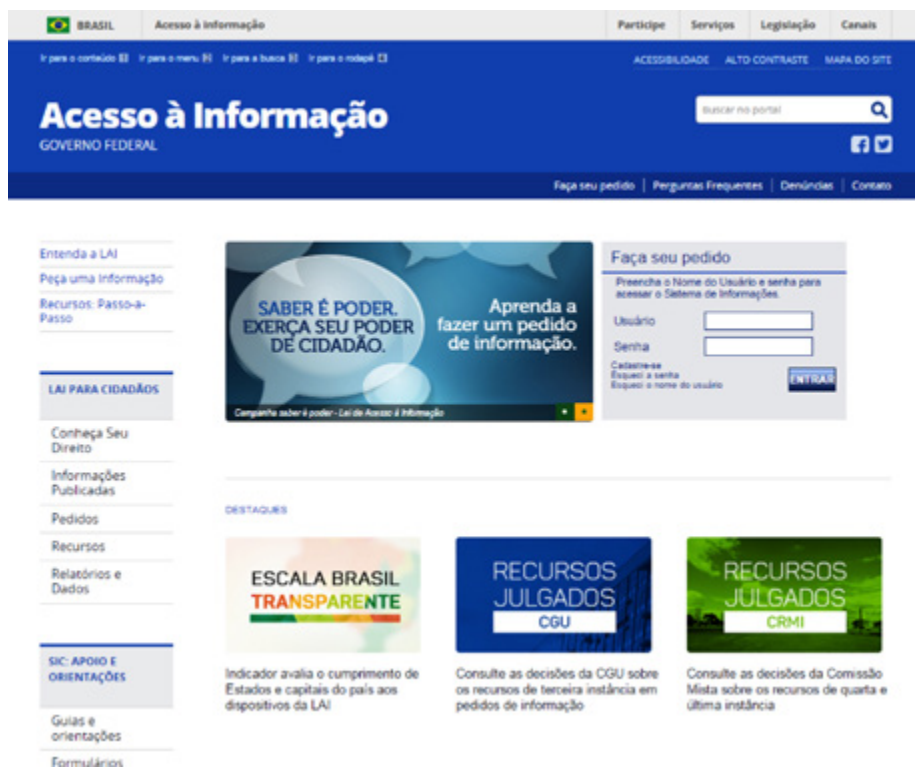 BRASIL Acesso à informação Participe Serviços Legislação Canais
Ir para o conteúdo 1 Ir para o menu 2 Ir para a busca 3 Ir para o rodapé 4 ACESSIBILIDADE ALTO CONTRASTE MAPA DO SITE
Acesso à Informação
GOVERNO FEDERAL
Buscar no portal
Faça seu pedido | Perguntas Frequentes | Denúncias | Contato
Entenda a LAI
Peça uma Informação
Recursos: Passo-a-
Passo
LAI PARA CIDADÃOS
Conheça Seu
Direito
Informações
Publicadas
Pedidos
Recursos
Relatórios e
Dados
SIC: APOIO E
ORIENTAÇÕES
Guias e
orientações
Formulários
SABER É PODER.
EXERÇA SEU PODER
DE CIDADÃO.
Aprenda a
fazer um pedido
de informação.
Campanha saber é poder - Lei de Acesso à Informação
Faça seu pedido
Preencha o Nome do Usuário e senha para
acessar o Sistema de Informações.
Usuário
Senha
Cadastre-se
Esqueci a senha
Esqueci o nome do usuário
ENTRAR
DESTAQUES
ESCALA BRASIL
TRANSPARENTE
Indicador avalia o cumprimento de
Estados e capitais do país aos
dispositivos da LAI
RECURSOS
JULGADOS
CGU
Consulte as decisões da CGU sobre
os recursos de terceira instância em
pedidos de informação
RECURSOS
JULGADOS
CRMI
Consulte as decisões da Comissão
Mista sobre os recursos de quarta e
última instância